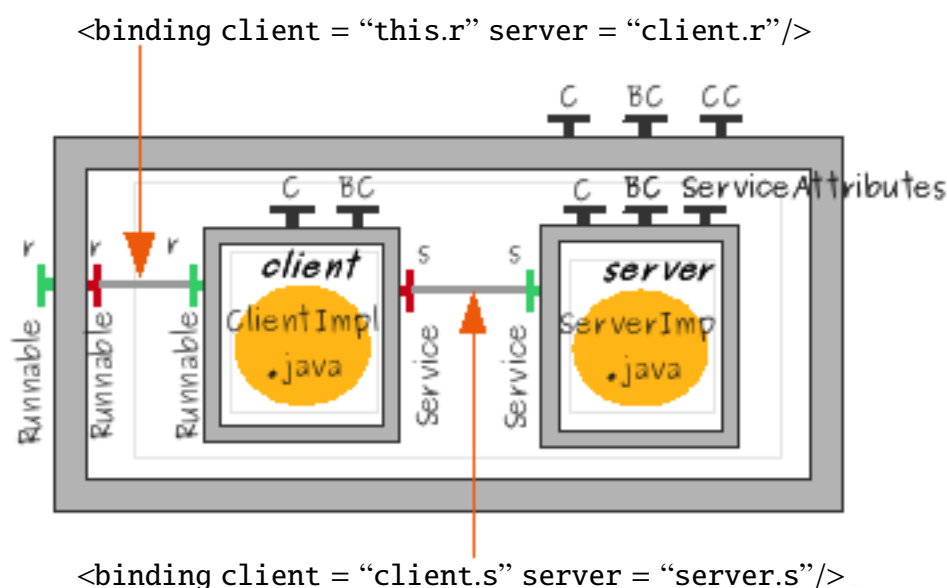 <binding client = “this.r” server = “client.r”/>
C BC CC
C BC C BC ServiceAttributes
r r r client s s server
ClientImpl ServerImp
.java .java
Runnable Runnable Runnable Service Service
<binding client = “client.s” server = “server.s”/>